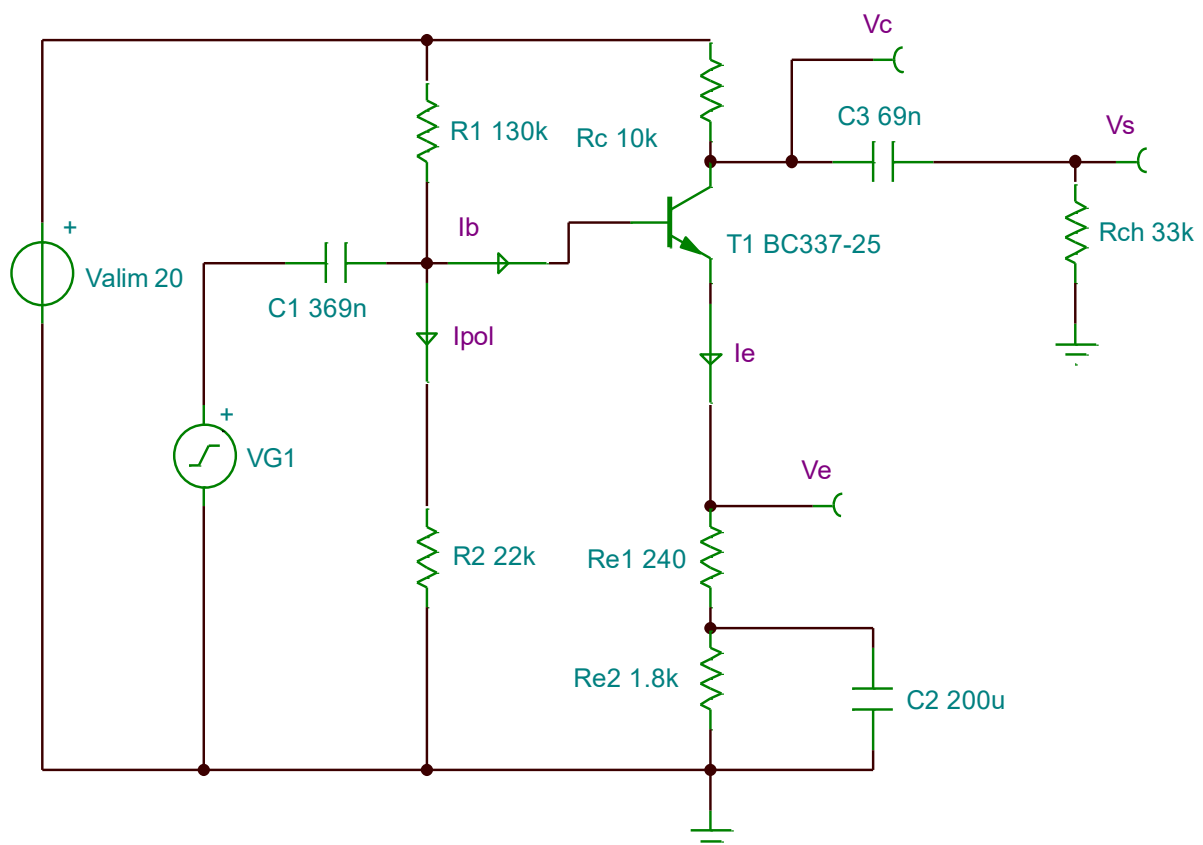 Vc
C3 69n
Vs
R1 130k
Rc 10k
+
Ib
T1 BC337-25
Rch 33k
Valim 20
C1 369n
Ipol
Ie
+
VG1
Ve
R2 22k
Re1 240
Re2 1.8k
C2 200u